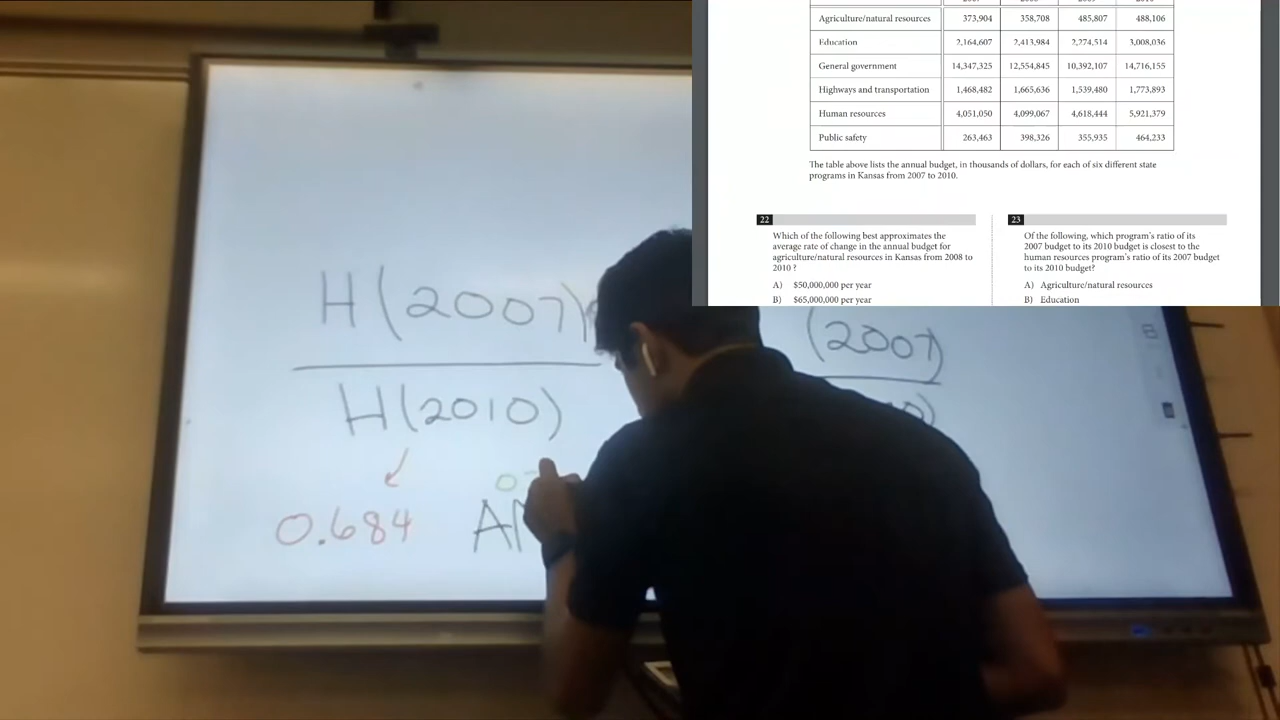 Agriculture/natural resources 373,904 358,708 485,807 488,106
Education 2,164,607 2,413,984 2,274,514 3,008,036
General government 14,347,325 12,554,845 10,392,107 14,716,155
Highways and transportation 1,468,482 1,665,636 1,539,480 1,773,893
Human resources 4,051,050 4,099,067 4,618,444 5,921,379
Public safety 263,463 398,326 355,935 464,233
The table above lists the annual budget, in thousands of dollars, for each of six different state
programs in Kansas from 2007 to 2010.
22
Which of the following best approximates the
average rate of change in the annual budget for
agriculture/natural resources in Kansas from 2008 to
2010 ?
A) $50,000,000 per year
B) $65,000,000 per year
23
Of the following, which program's ratio of its
2007 budget to its 2010 budget is closest to the
human resources program's ratio of its 2007 budget
to its 2010 budget?
A) Agriculture/natural resources
B) Education
H(2007)
H(2010)
0.684
(2007)